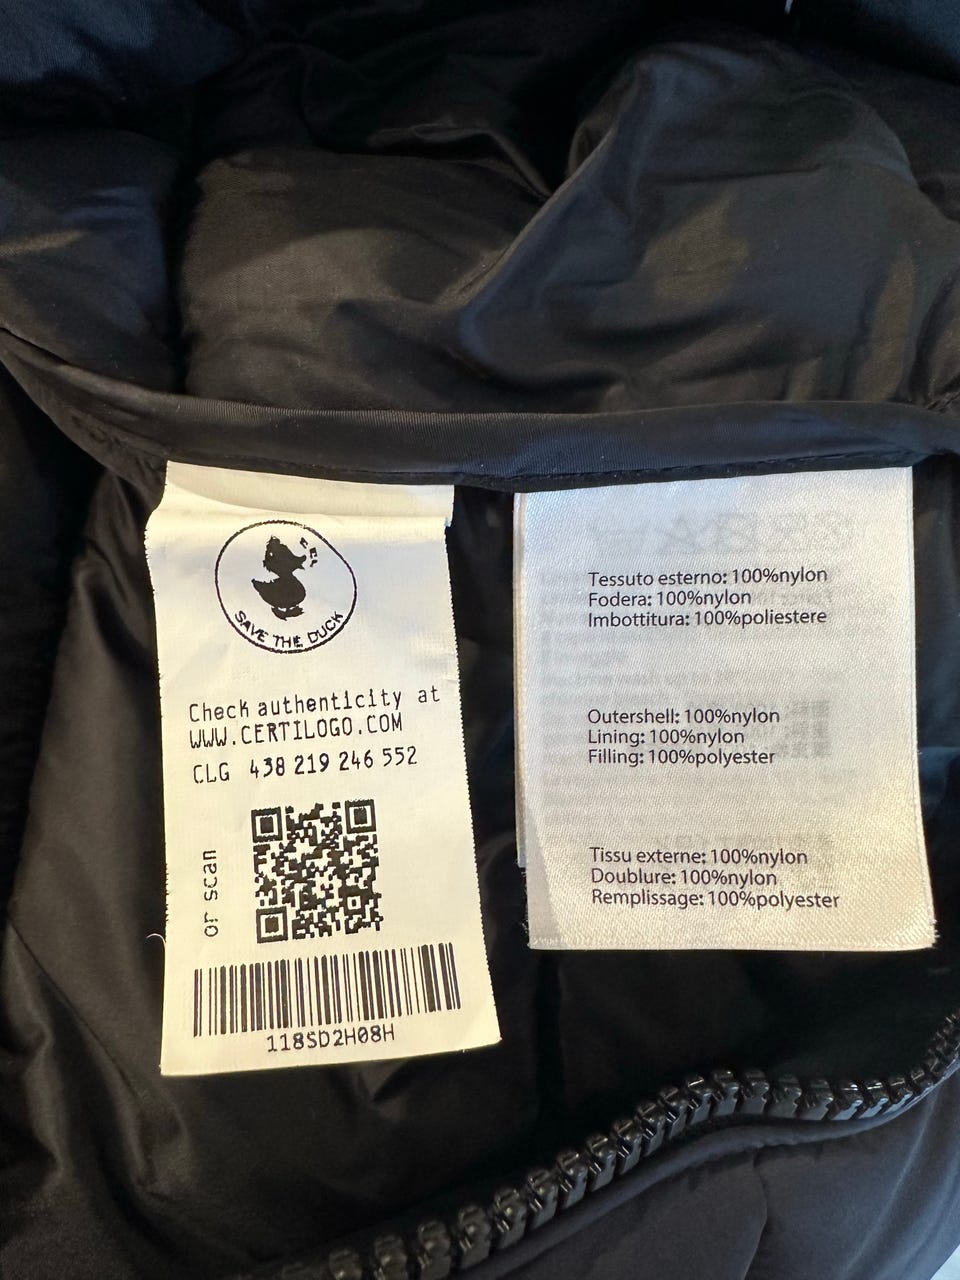 SAVE THE DUCK
Check authenticity at
WWW.CERTILOGO.COM
CLG 438 219 246 552
or scan
118SD2H08H
Tessuto esterno: 100%nylon
Fodera: 100%nylon
Imbottitura: 100%poliestere
Outershell: 100%nylon
Lining: 100%nylon
Filling: 100%polyester
Tissu externe: 100%nylon
Doublure: 100%nylon
Remplissage: 100%polyester